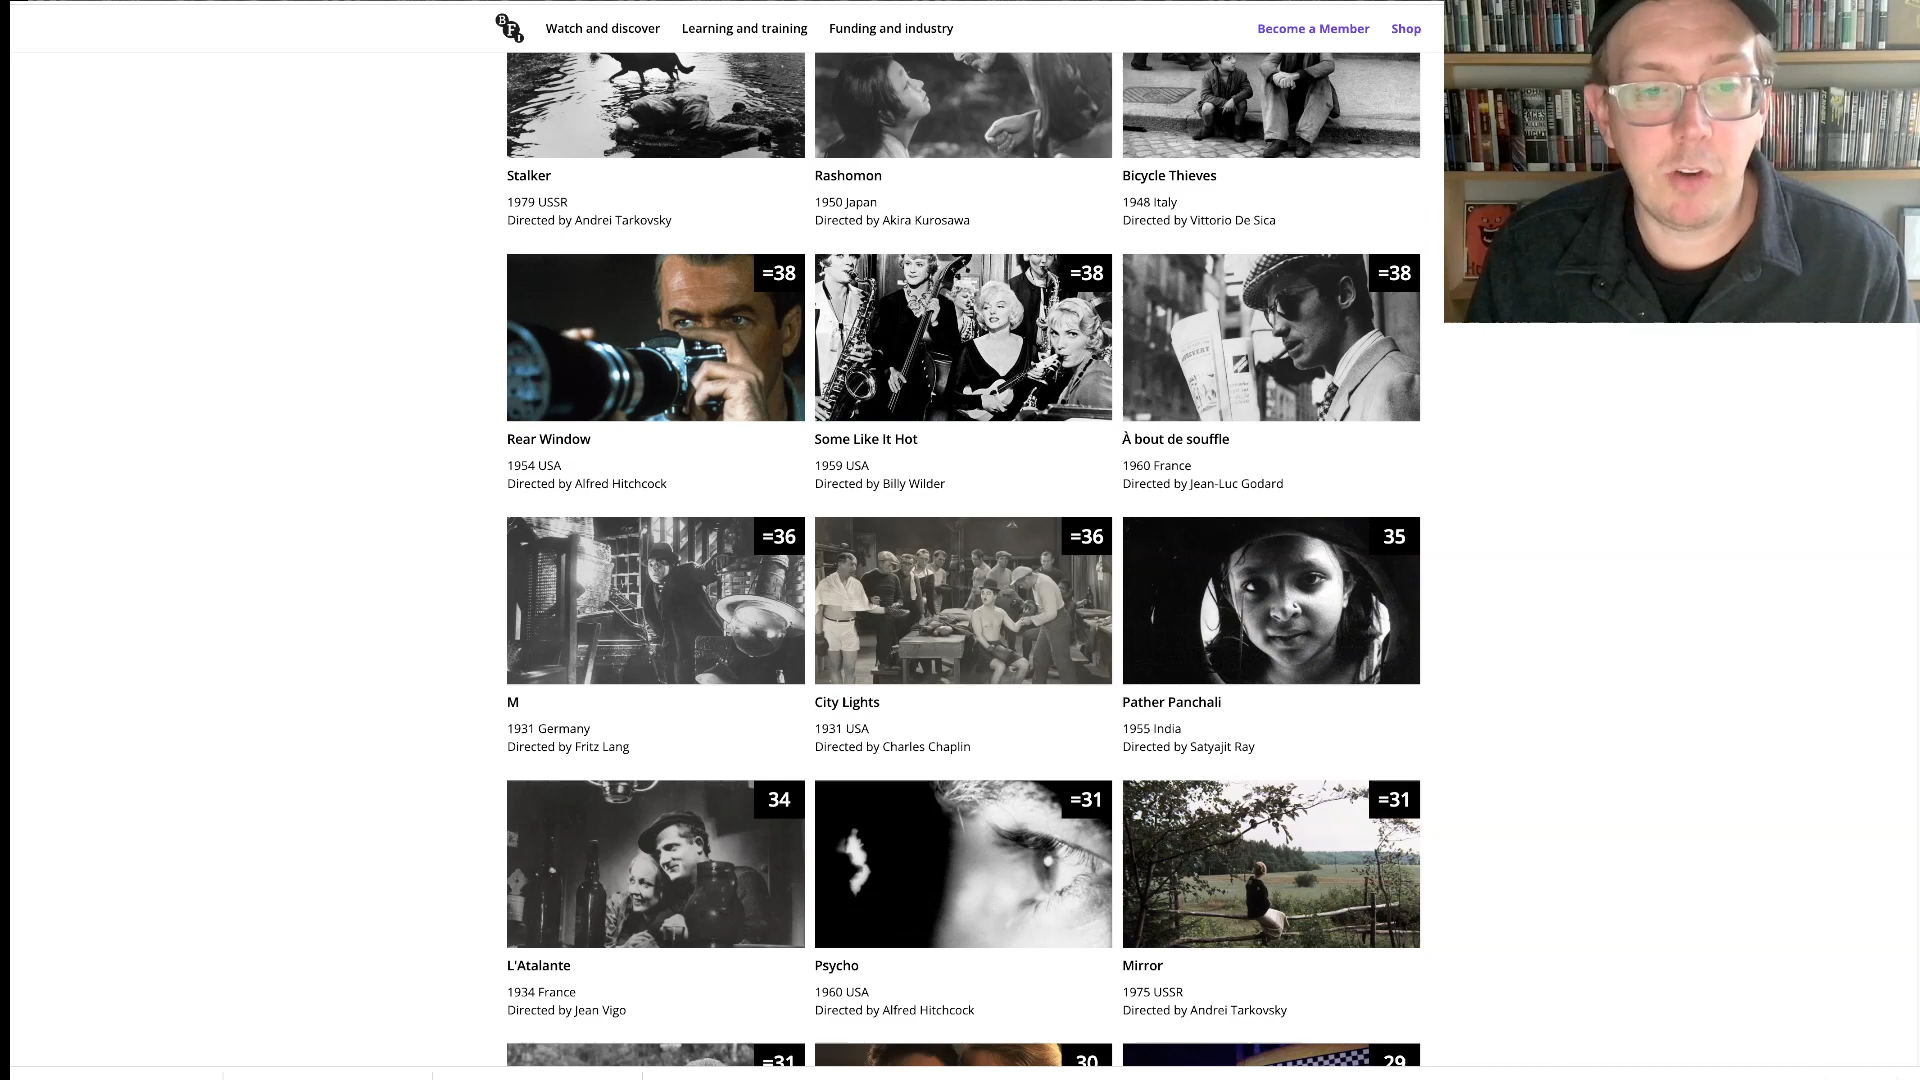 BFI
Watch and discover
Learning and training
Funding and industry
Become a Member
Shop
Stalker
1979 USSR
Directed by Andrei Tarkovsky
Rashomon
1950 Japan
Directed by Akira Kurosawa
Bicycle Thieves
1948 Italy
Directed by Vittorio De Sica
=38
Rear Window
1954 USA
Directed by Alfred Hitchcock
=38
Some Like It Hot
1959 USA
Directed by Billy Wilder
=38
À bout de souffle
1960 France
Directed by Jean-Luc Godard
=36
M
1931 Germany
Directed by Fritz Lang
=36
City Lights
1931 USA
Directed by Charles Chaplin
35
Pather Panchali
1955 India
Directed by Satyajit Ray
34
L'Atalante
1934 France
Directed by Jean Vigo
=31
Psycho
1960 USA
Directed by Alfred Hitchcock
=31
Mirror
1975 USSR
Directed by Andrei Tarkovsky
=31
30
29